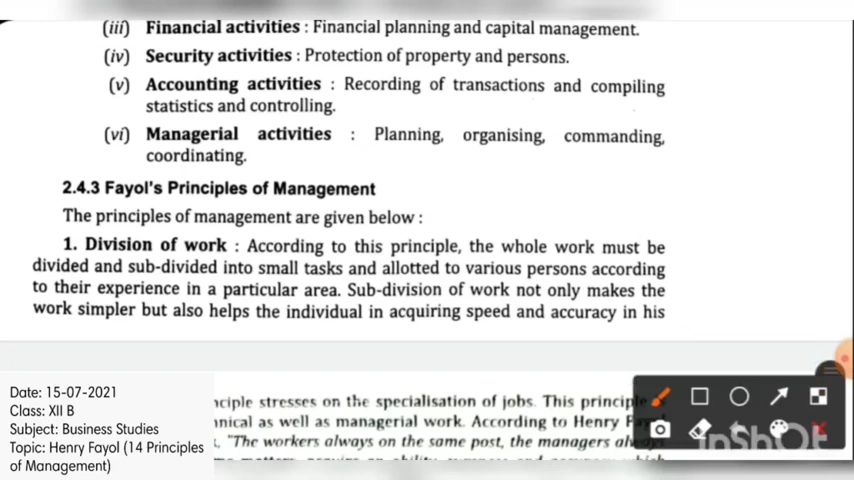 (iii) Financial activities : Financial planning and capital management.
(iv) Security activities : Protection of property and persons.
(v) Accounting activities : Recording of transactions and compiling
statistics and controlling.
(vi) Managerial activities : Planning, organising, commanding,
coordinating.
2.4.3 Fayol's Principles of Management
The principles of management are given below :
1. Division of work : According to this principle, the whole work must be
divided and sub-divided into small tasks and allotted to various persons according
to their experience in a particular area. Sub-division of work not only makes the
work simpler but also helps the individual in acquiring speed and accuracy in his
stresses on the specialisation of jobs. This principle
as well as managerial work. According to Henry
"The workers always on the same post, the managers
Date: 15-07-2021
Class: XII B
Subject: Business Studies
Topic: Henry Fayol (14 Principles
of Management)
InShOt